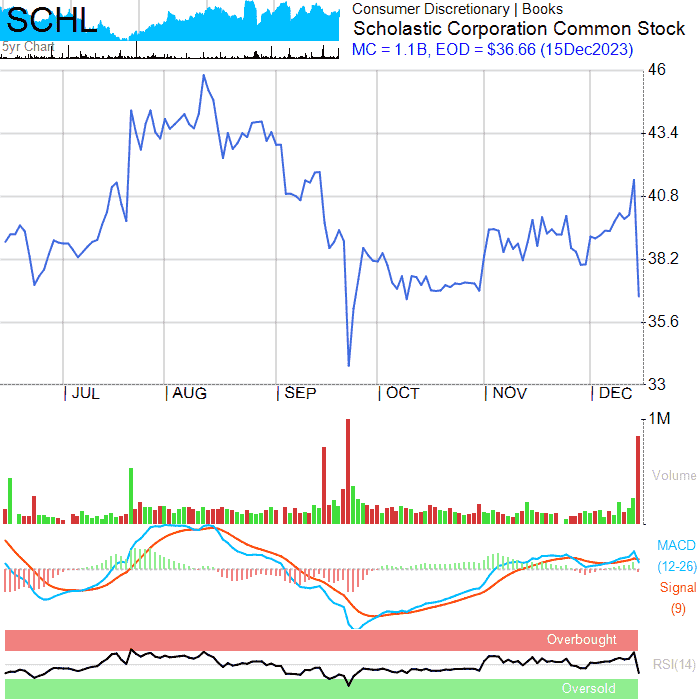 SCHL
5yr Chart
Consumer Discretionary | Books
Scholastic Corporation Common Stock
MC = 1.1B, EOD = $36.66 (15Dec2023)
46
43.4
40.8
38.2
35.6
33
| JUL | AUG | SEP | OCT | NOV | DEC
1M
Volume
MACD
(12-26)
Signal
(9)
Overbought
RSI(14)
Oversold